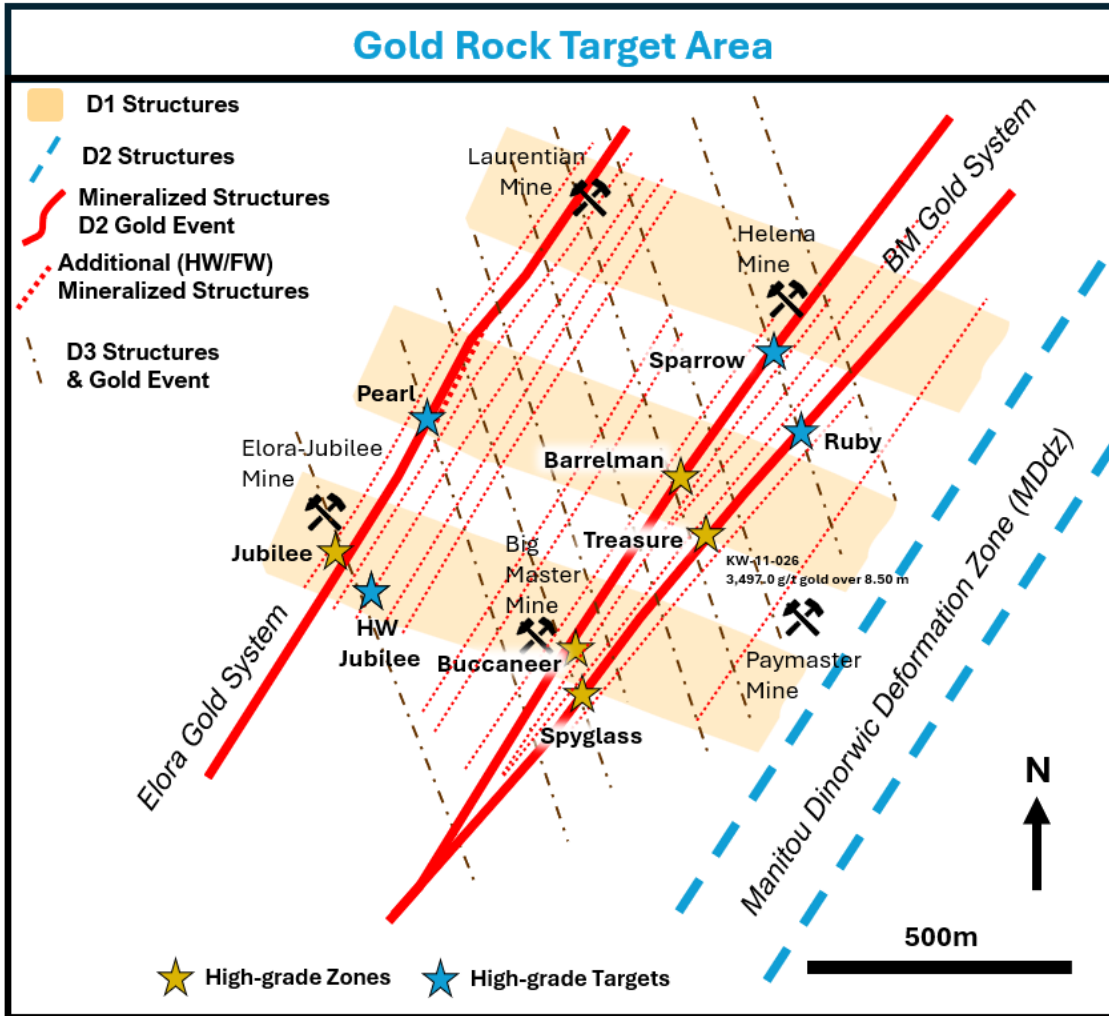 Gold Rock Target Area
D1 Structures
D2 Structures
Mineralized Structures
D2 Gold Event
Additional (HW/FW)
Mineralized Structures
D3 Structures
& Gold Event
Laurentian
Mine
Helena
Mine
BM Gold System
Sparrow
Pearl
Ruby
Elora-Jubilee
Mine
Barrelman
Jubilee
Treasure
Big
Master
Mine
KW-11-026
3,497.0 g/t gold over 8.50 m
HW
Jubilee
Buccaneer
Paymaster
Mine
Spyglass
Elora Gold System
Manitou Dinorwic Deformation Zone (MDdz)
N
500m
High-grade Zones
High-grade Targets